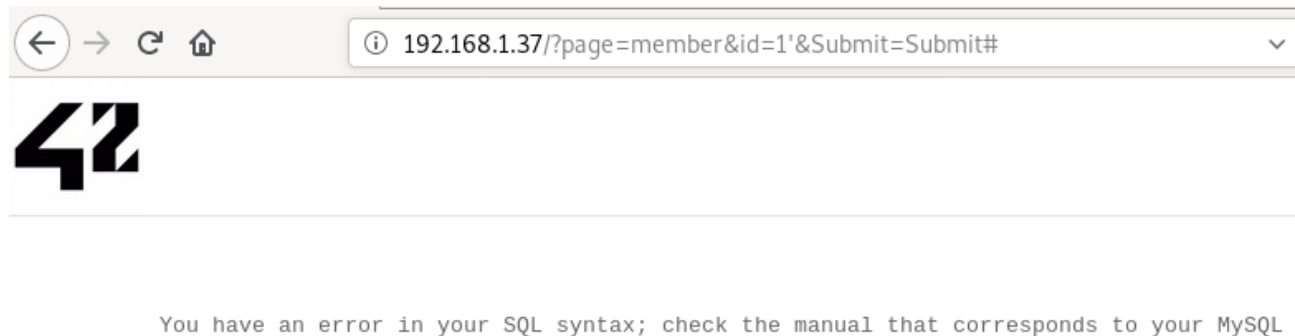 192.168.1.37/?page=member&id=1'&Submit=Submit#
42
You have an error in your SQL syntax; check the manual that corresponds to your MySQL